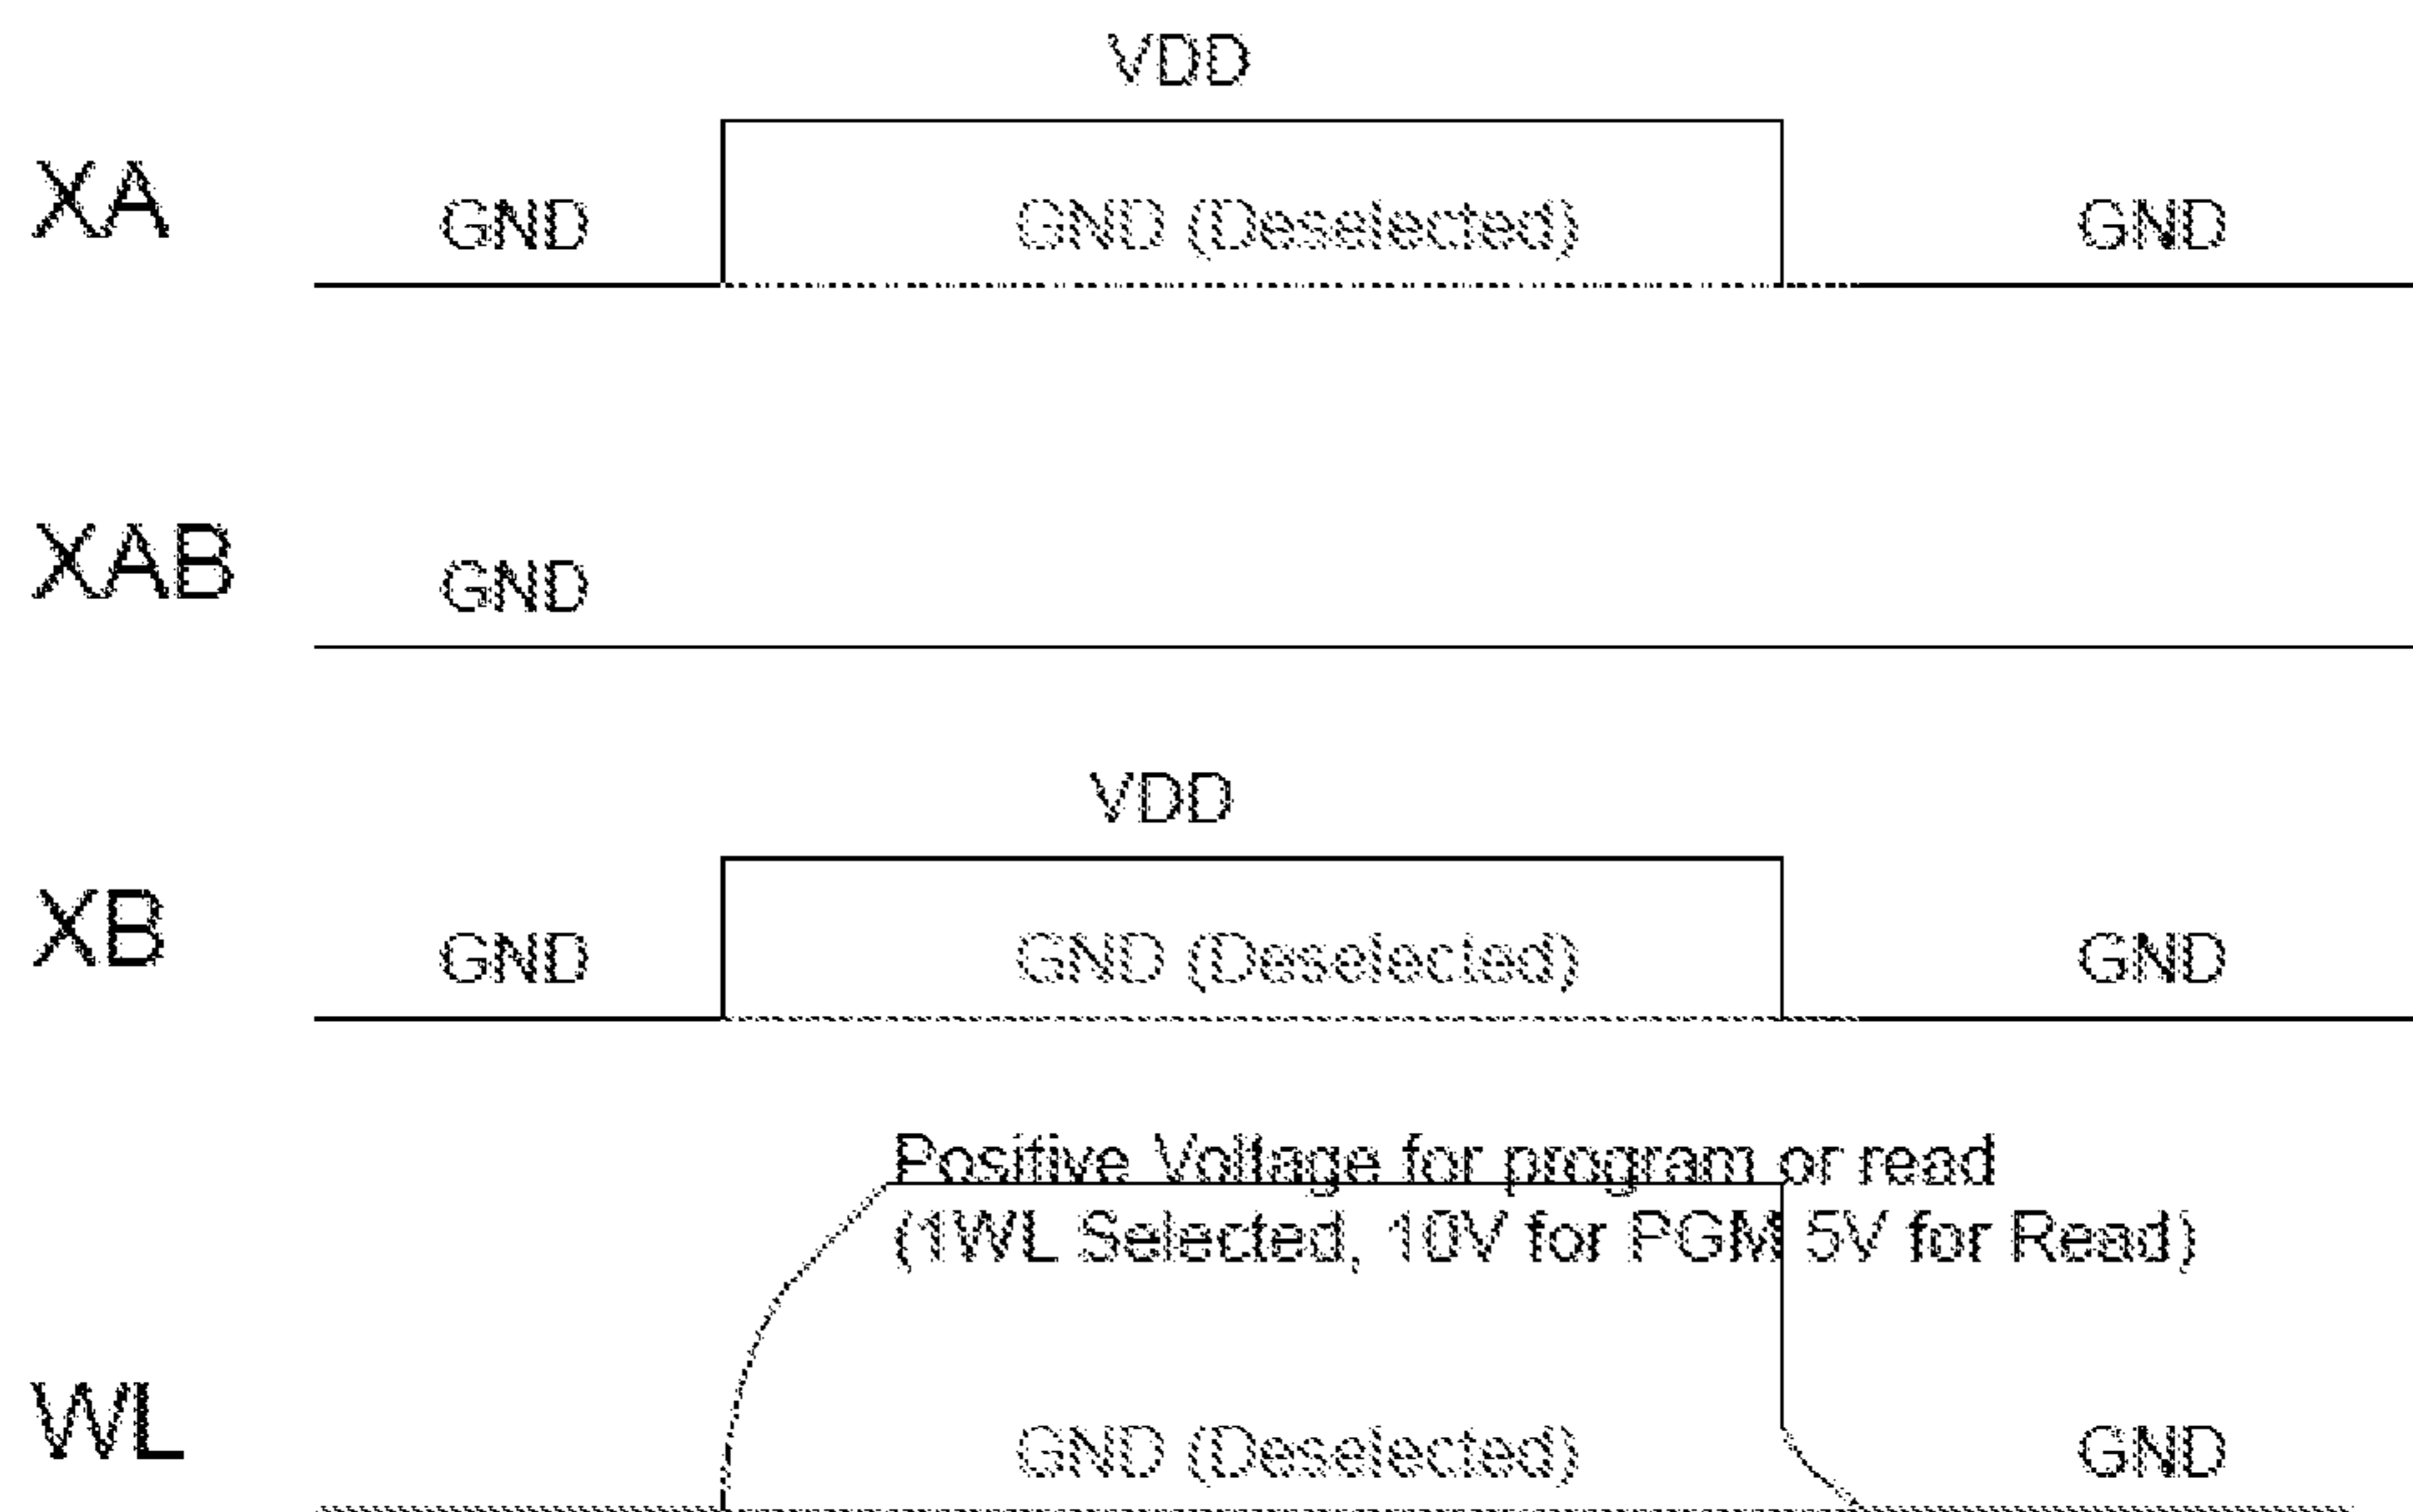 VDD
XA GND GND (Deselected) GND
XAB GND
VDD
XB GND GND (Deselected) GND
Positive Voltage for program or read
(1WL Selected, 10V for PGM 5V for Read)
WL GND (Deselected) GND